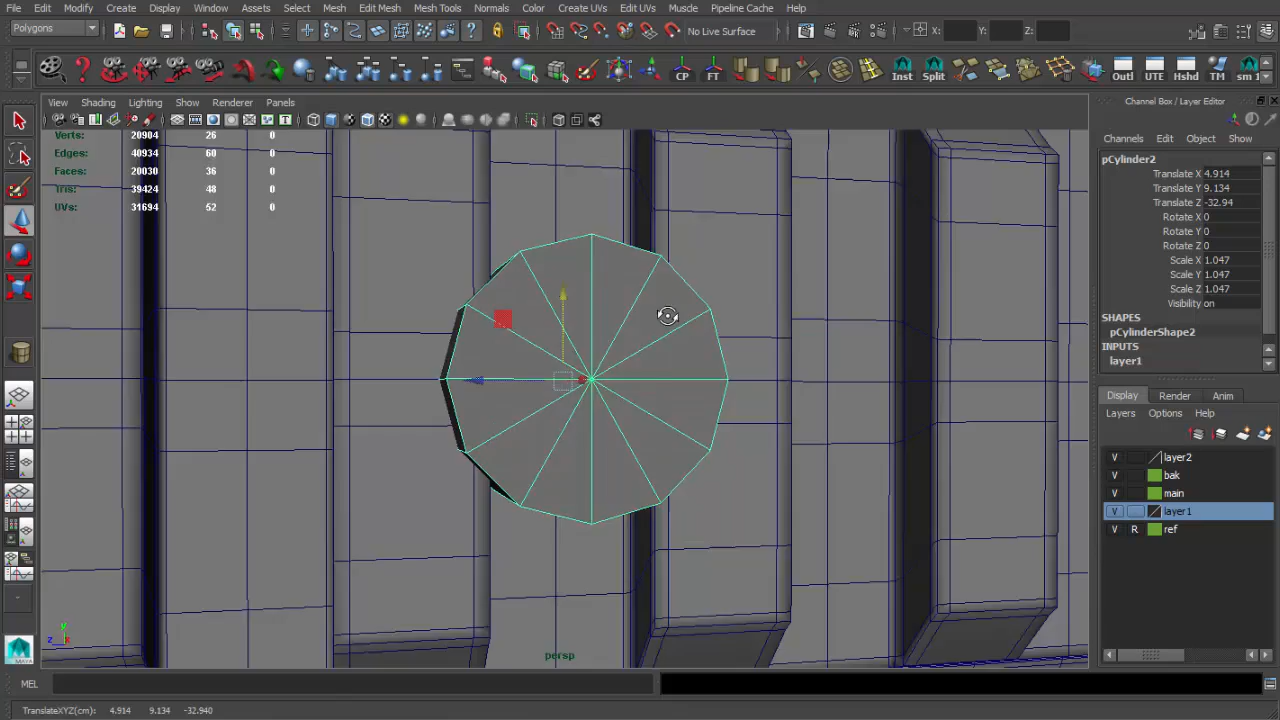 File Edit Modify Create Display Window Assets Select Mesh Edit Mesh Mesh Tools Normals Color Create UVs Edit UVs Muscle Pipeline Cache Help
Polygons
No Live Surface
X:
Y:
Z:
CP FT Inst Split Outl UTE Hshd TM sm 1
View Shading Lighting Show Renderer Panels
Verts: 20904 26 0
Edges: 40934 60 0
Faces: 20030 36 0
Tris: 39424 48 0
UVs: 31694 52 0
persp
y
z x
Channel Box / Layer Editor
Channels Edit Object Show
pCylinder2
Translate X 4.914
Translate Y 9.134
Translate Z -32.94
Rotate X 0
Rotate Y 0
Rotate Z 0
Scale X 1.047
Scale Y 1.047
Scale Z 1.047
Visibility on
SHAPES
pCylinderShape2
INPUTS
layer1
Display Render Anim
Layers Options Help
V layer2
V bak
V main
V layer1
V R ref
MAYA
MEL
TranslateXYZ(cm): 4.914 9.134 -32.940